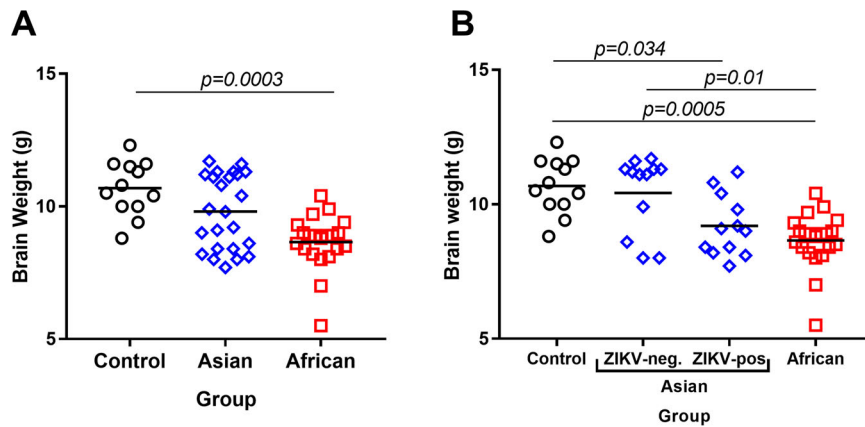 A
p=0.0003
15
10
5
Brain Weight (g)
Control Asian African
Group
B
p=0.034
p=0.01
p=0.0005
15
10
5
Brain weight (g)
Control ZIKV-neg. ZIKV-pos African
Asian
Group